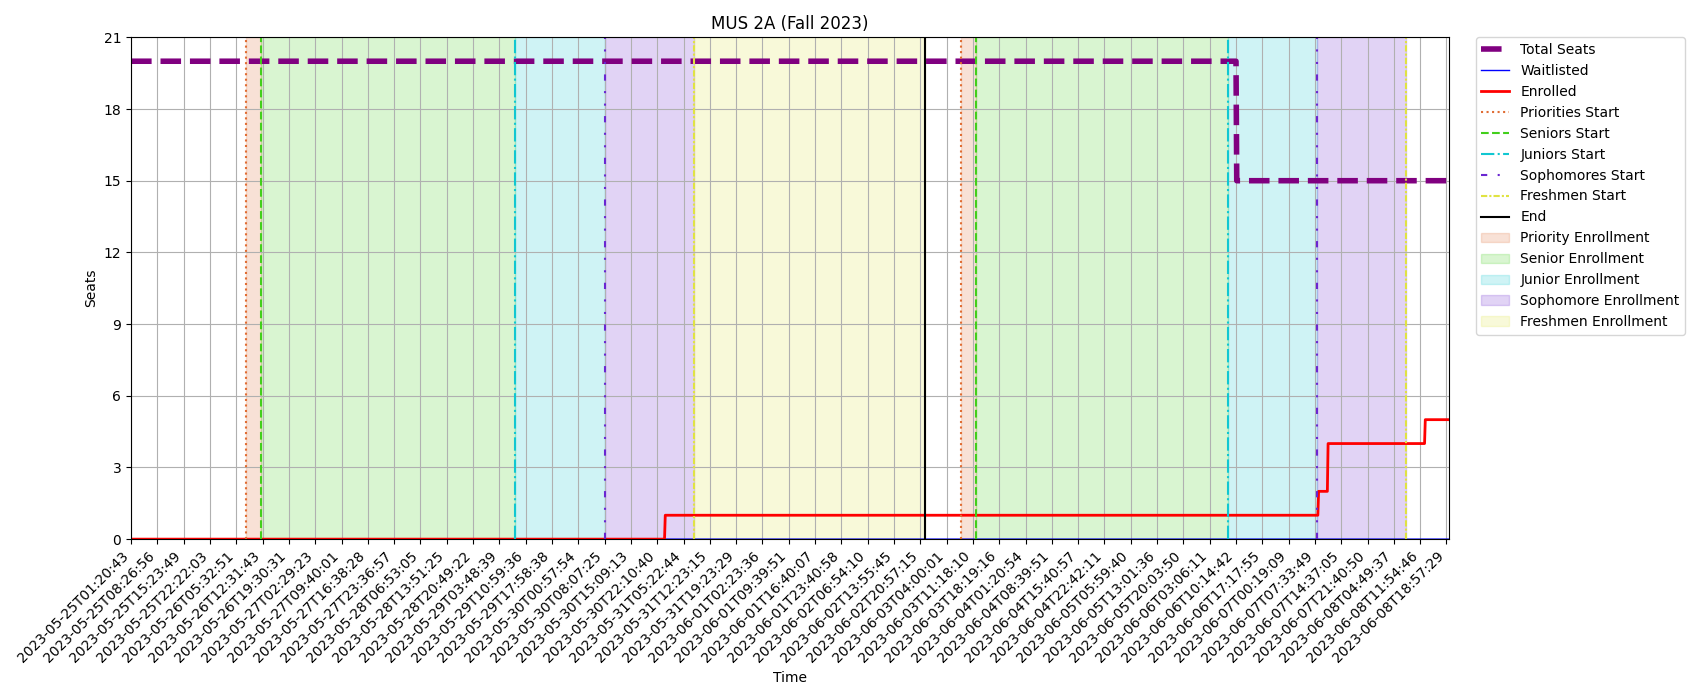 MUS 2A (Fall 2023)
21
18
15
12
9
6
3
0
Seats
2023-05-25T01:20:43
2023-05-25T08:26:56
2023-05-25T15:23:49
2023-05-25T22:22:03
2023-05-26T05:32:51
2023-05-26T12:31:43
2023-05-26T19:30:31
2023-05-27T02:29:23
2023-05-27T09:40:01
2023-05-27T16:38:28
2023-05-27T23:36:57
2023-05-28T06:53:05
2023-05-28T13:51:25
2023-05-28T20:49:22
2023-05-29T03:48:39
2023-05-29T10:59:36
2023-05-29T17:58:38
2023-05-30T00:57:54
2023-05-30T08:07:25
2023-05-30T15:09:13
2023-05-30T22:10:40
2023-05-31T05:22:44
2023-05-31T12:23:15
2023-05-31T19:23:29
2023-06-01T02:23:36
2023-06-01T09:39:51
2023-06-01T16:40:07
2023-06-01T23:40:58
2023-06-02T06:54:10
2023-06-02T13:55:45
2023-06-02T20:57:15
2023-06-03T04:00:01
2023-06-03T11:18:10
2023-06-03T18:19:16
2023-06-04T01:20:54
2023-06-04T08:39:51
2023-06-04T15:40:57
2023-06-04T22:42:11
2023-06-05T05:59:40
2023-06-05T13:01:36
2023-06-05T20:03:50
2023-06-06T03:06:11
2023-06-06T10:14:42
2023-06-06T17:17:55
2023-06-07T00:19:09
2023-06-07T07:33:49
2023-06-07T14:37:05
2023-06-07T21:40:50
2023-06-08T04:49:37
2023-06-08T11:54:46
2023-06-08T18:57:29
Time
Total Seats
Waitlisted
Enrolled
Priorities Start
Seniors Start
Juniors Start
Sophomores Start
Freshmen Start
End
Priority Enrollment
Senior Enrollment
Junior Enrollment
Sophomore Enrollment
Freshmen Enrollment